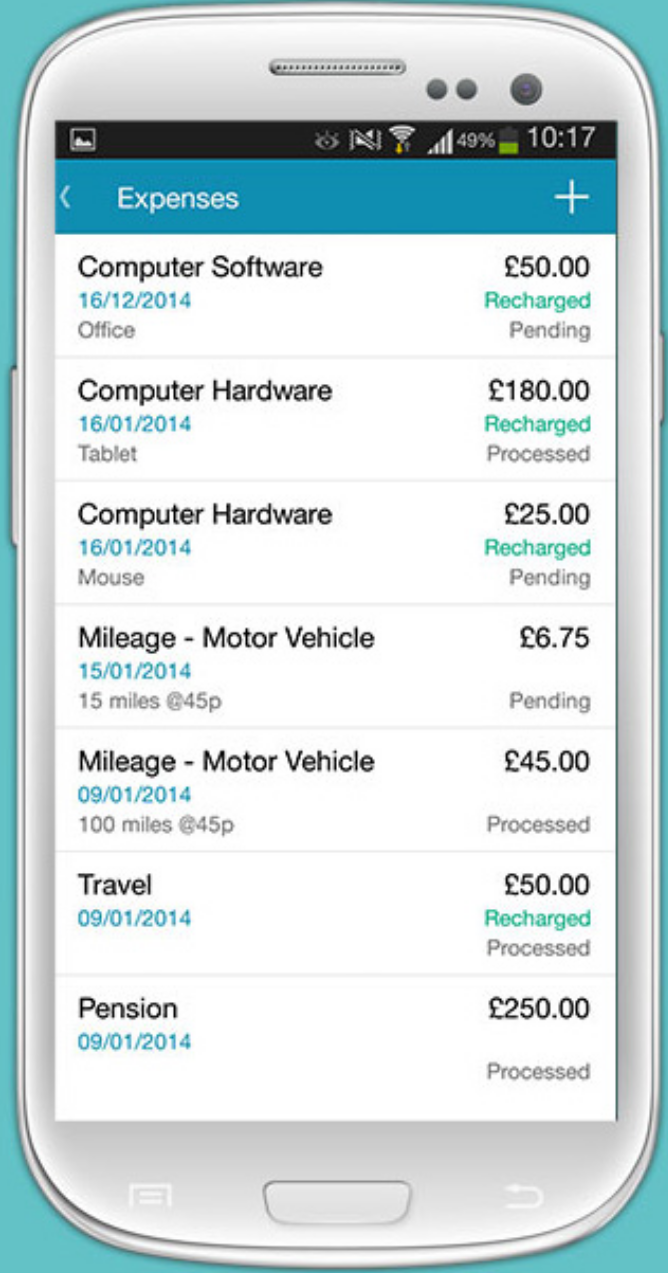 49% 10:17
Expenses
Computer Software £50.00
16/12/2014 Recharged
Office Pending
Computer Hardware £180.00
16/01/2014 Recharged
Tablet Processed
Computer Hardware £25.00
16/01/2014 Recharged
Mouse Pending
Mileage - Motor Vehicle £6.75
15/01/2014
15 miles @45p Pending
Mileage - Motor Vehicle £45.00
09/01/2014
100 miles @45p Processed
Travel £50.00
09/01/2014 Recharged
Processed
Pension £250.00
09/01/2014
Processed